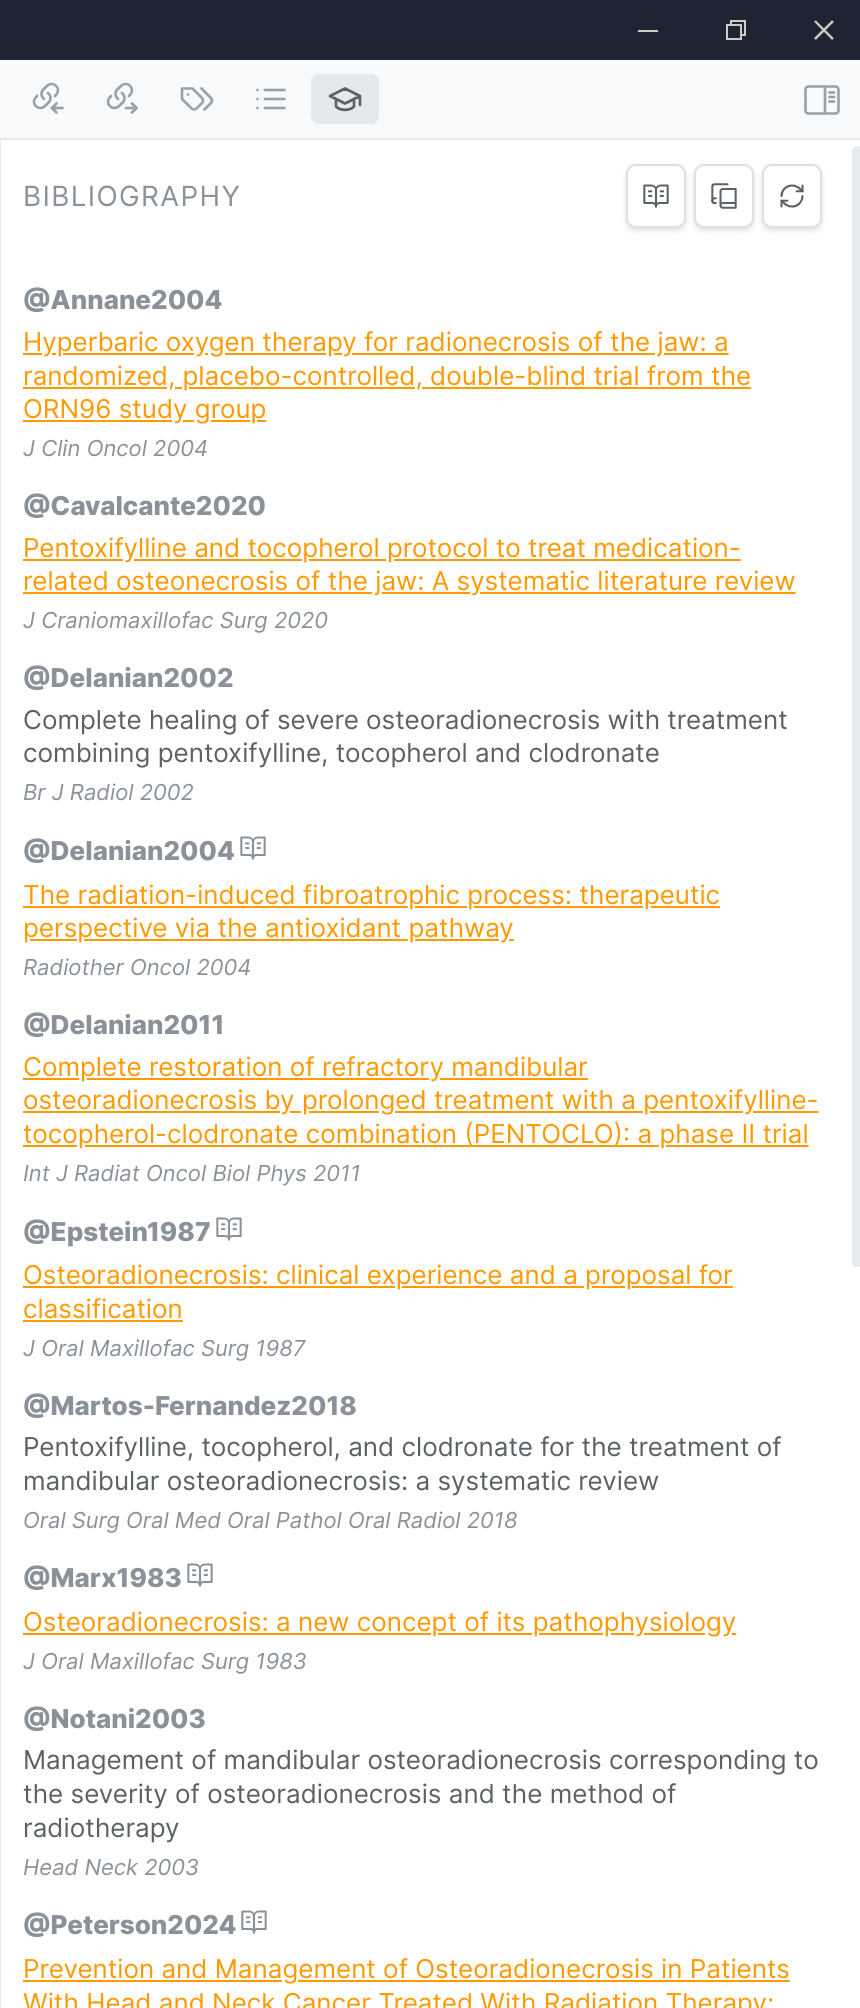 BIBLIOGRAPHY
@Annane2004
Hyperbaric oxygen therapy for radionecrosis of the jaw: a
randomized, placebo-controlled, double-blind trial from the
ORN96 study group
J Clin Oncol 2004
@Cavalcante2020
Pentoxifylline and tocopherol protocol to treat medication-
related osteonecrosis of the jaw: A systematic literature review
J Craniomaxillofac Surg 2020
@Delanian2002
Complete healing of severe osteoradionecrosis with treatment
combining pentoxifylline, tocopherol and clodronate
Br J Radiol 2002
@Delanian2004
The radiation-induced fibroatrophic process: therapeutic
perspective via the antioxidant pathway
Radiother Oncol 2004
@Delanian2011
Complete restoration of refractory mandibular
osteoradionecrosis by prolonged treatment with a pentoxifylline-
tocopherol-clodronate combination (PENTOCLO): a phase II trial
Int J Radiat Oncol Biol Phys 2011
@Epstein1987
Osteoradionecrosis: clinical experience and a proposal for
classification
J Oral Maxillofac Surg 1987
@Martos-Fernandez2018
Pentoxifylline, tocopherol, and clodronate for the treatment of
mandibular osteoradionecrosis: a systematic review
Oral Surg Oral Med Oral Pathol Oral Radiol 2018
@Marx1983
Osteoradionecrosis: a new concept of its pathophysiology
J Oral Maxillofac Surg 1983
@Notani2003
Management of mandibular osteoradionecrosis corresponding to
the severity of osteoradionecrosis and the method of
radiotherapy
Head Neck 2003
@Peterson2024
Prevention and Management of Osteoradionecrosis in Patients
With Head and Neck Cancer Treated With Radiation Therapy: